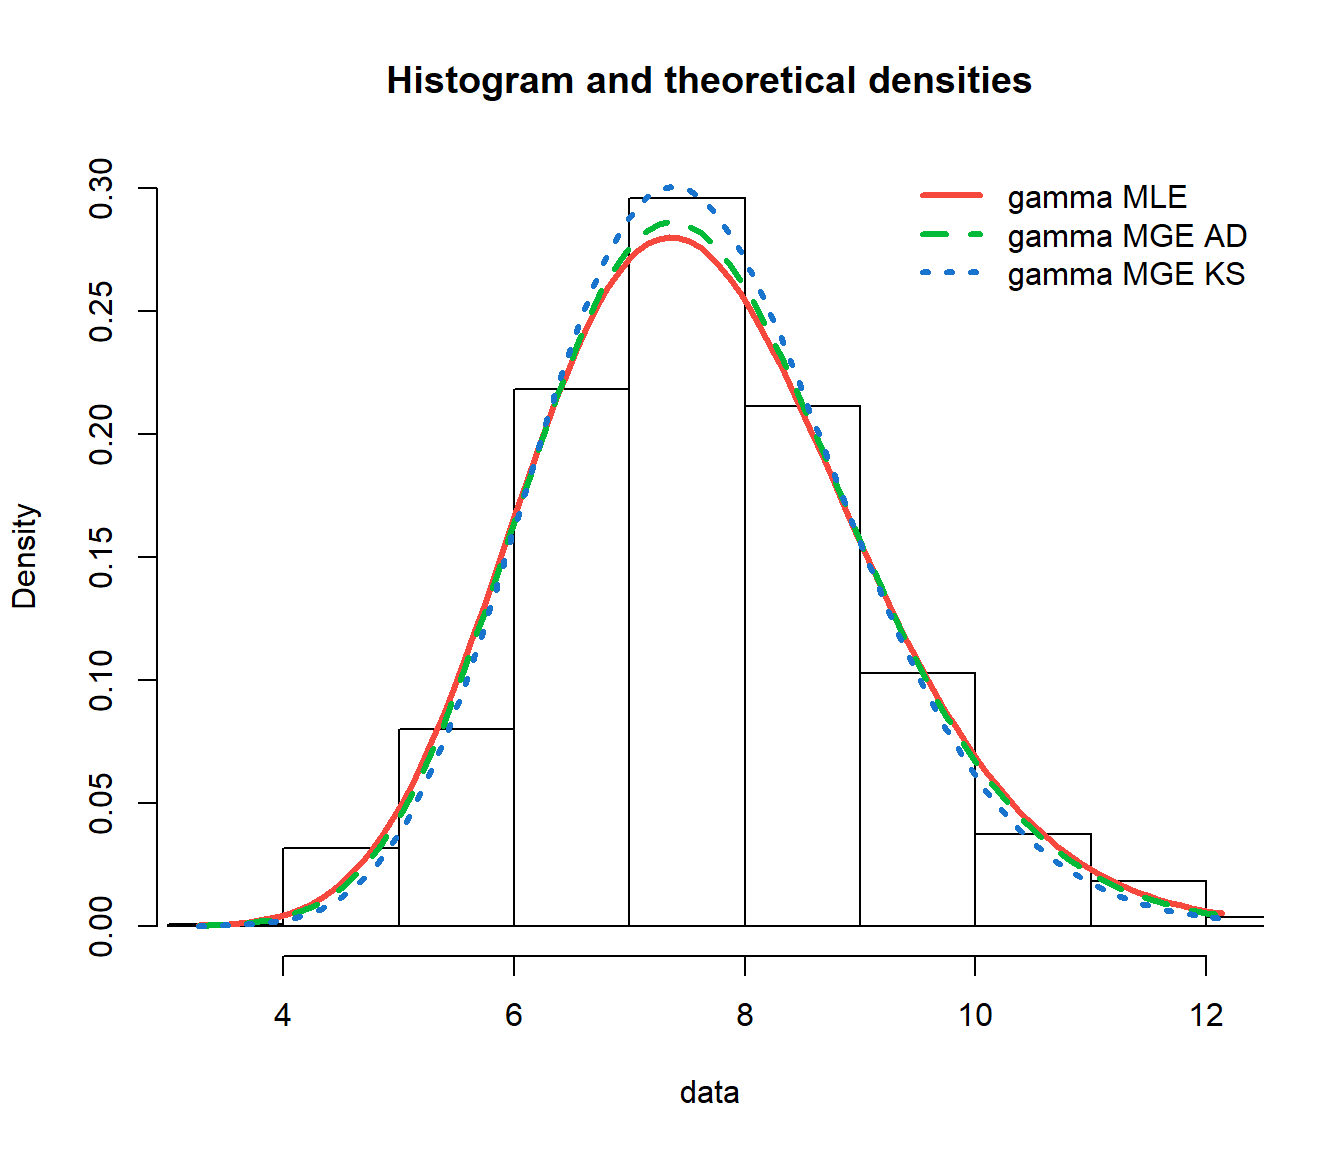 Histogram and theoretical densities
gamma MLE
gamma MGE AD
gamma MGE KS
Density
0.30
0.25
0.20
0.15
0.10
0.05
0.00
4
6
8
10
12
data